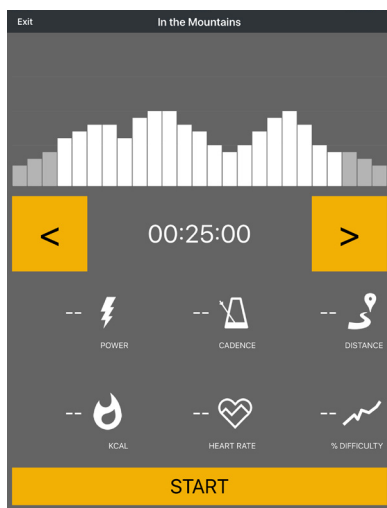 Exit In the Mountains
< 00:25:00 >
-- -- --
POWER CADENCE DISTANCE
-- -- --
KCAL HEART RATE % DIFFICULTY
START